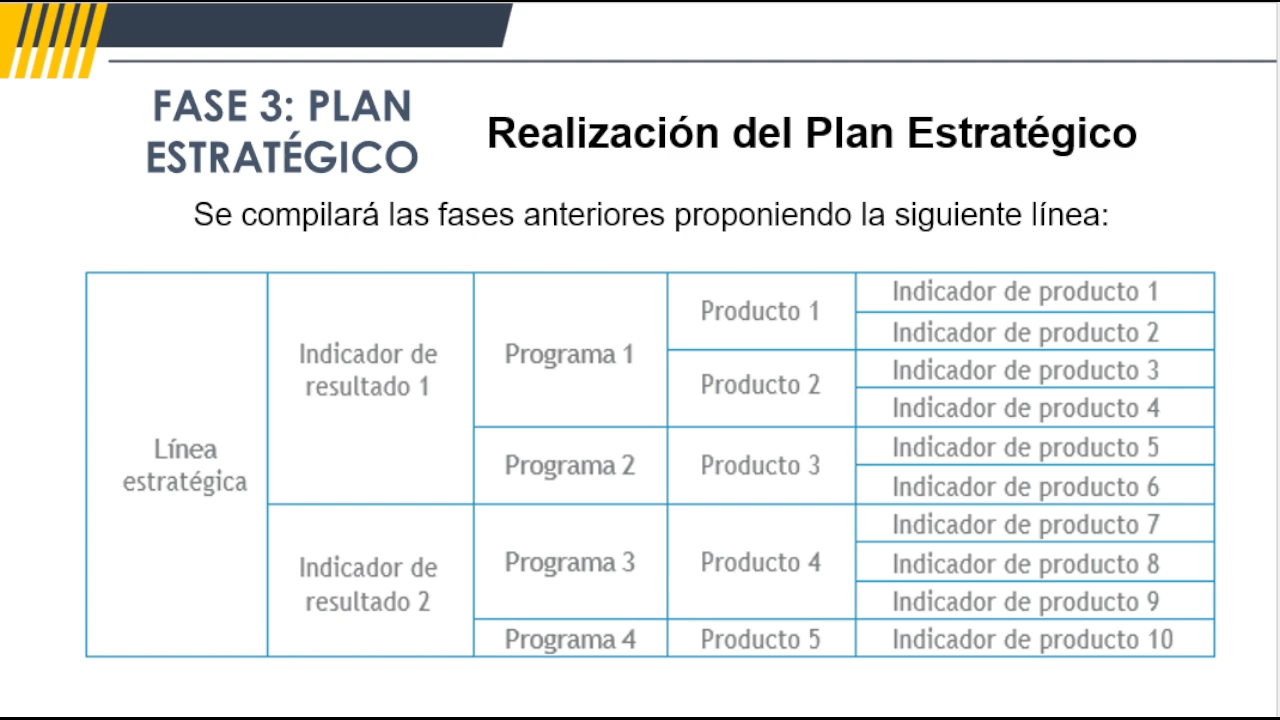 FASE 3: PLAN
ESTRATÉGICO
Realización del Plan Estratégico
Se compilará las fases anteriores proponiendo la siguiente línea:
Línea
estratégica
Indicador de
resultado 1
Programa 1
Producto 1
Indicador de producto 1
Indicador de producto 2
Producto 2
Indicador de producto 3
Indicador de producto 4
Programa 2
Producto 3
Indicador de producto 5
Indicador de producto 6
Indicador de
resultado 2
Programa 3
Producto 4
Indicador de producto 7
Indicador de producto 8
Indicador de producto 9
Programa 4
Producto 5
Indicador de producto 10